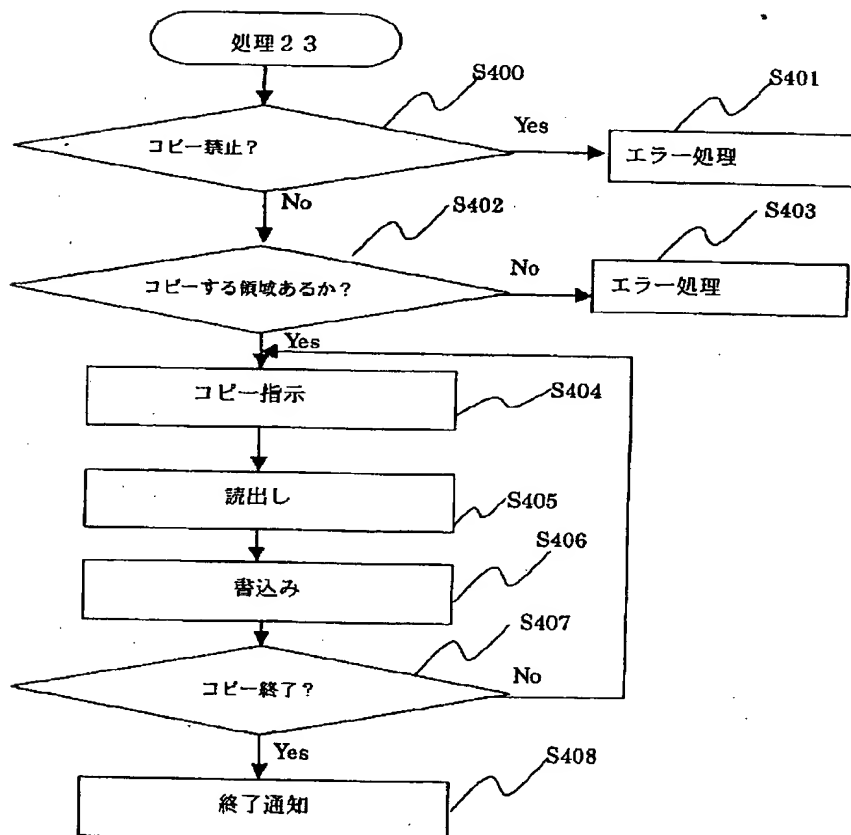 処理２３
S400
S401
コピー禁止？
Yes
エラー処理
No
S402
S403
コピーする領域あるか？
No
エラー処理
Yes
コピー指示
S404
読出し
S405
S406
書込み
S407
コピー終了？
No
Yes
S408
終了通知